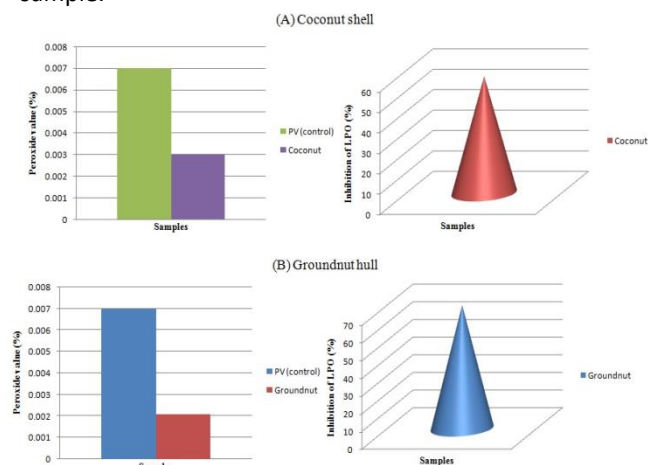 sample.
(A) Coconut shell
0.008
0.007
0.006
0.005
0.004
0.003
0.002
0.001
0
Peroxide value (%)
Samples
PV(control)
Coconut
60
50
40
30
20
10
0
Inhibition of LPO (%)
Samples
Coconut
(B) Groundnut hull
0.008
0.007
0.006
0.005
0.004
0.003
0.002
0.001
0
Peroxide value (%)
PV(control)
Groundnut
70
60
50
40
30
20
10
0
Inhibition of LPO (%)
Samples
Groundnut